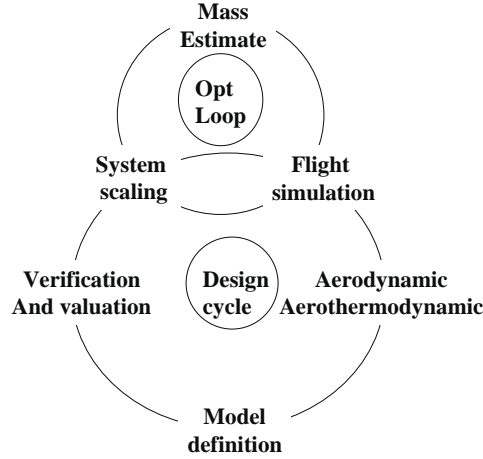 Mass
Estimate
Opt
Loop
System
scaling
Flight
simulation
Verification
And valuation
Design
cycle
Aerodynamic
Aerothermodynamic
Model
definition